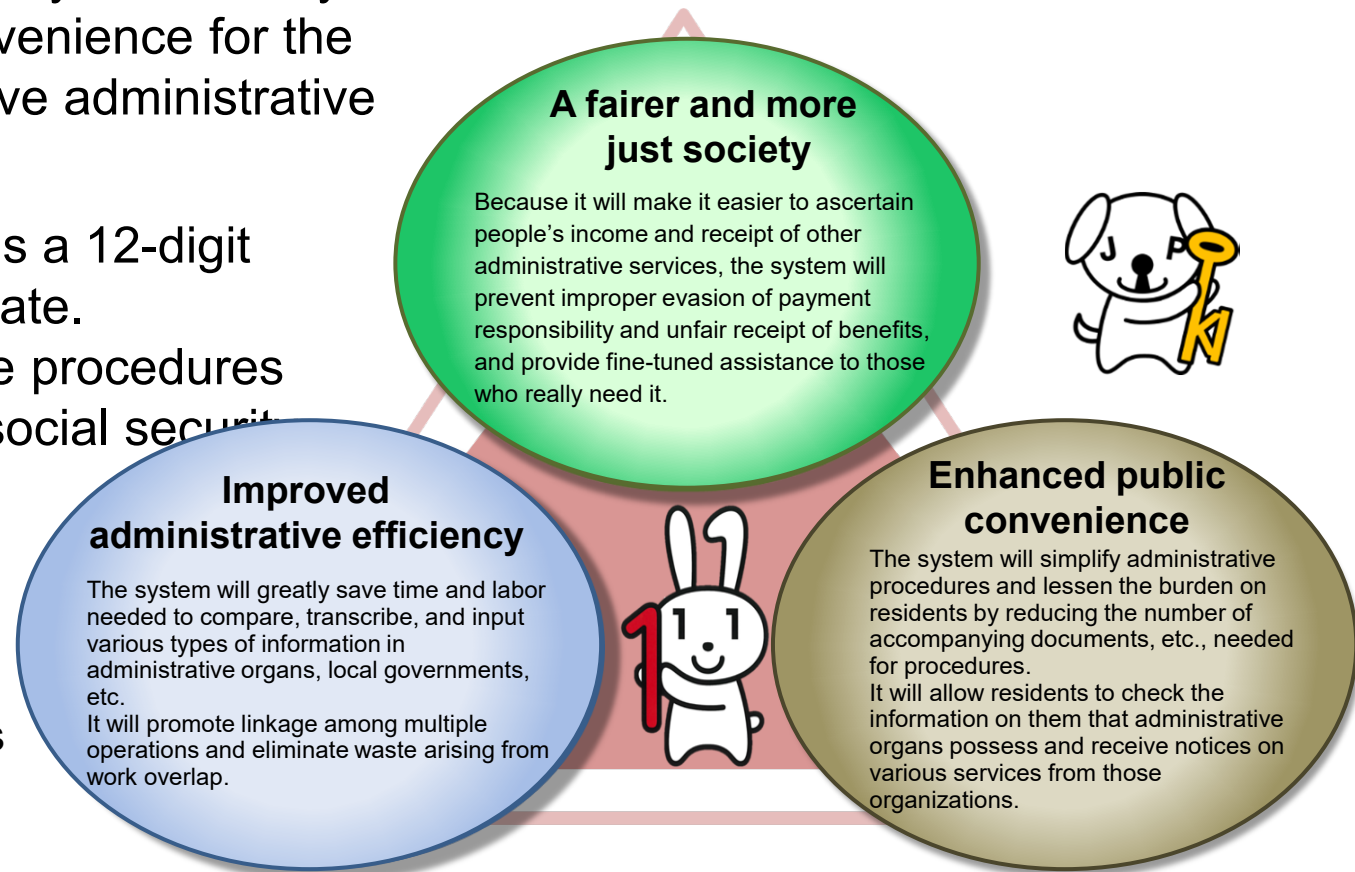 venience for the
ve administrative
s a 12-digit
ate.
e procedures
social security
s
A fairer and more
just society
Because it will make it easier to ascertain
people's income and receipt of other
administrative services, the system will
prevent improper evasion of payment
responsibility and unfair receipt of benefits,
and provide fine-tuned assistance to those
who really need it.
J P
KI
Improved
administrative efficiency
The system will greatly save time and labor
needed to compare, transcribe, and input
various types of information in
administrative organs, local governments,
etc.
It will promote linkage among multiple
operations and eliminate waste arising from
work overlap.
1 1 1
Enhanced public
convenience
The system will simplify administrative
procedures and lessen the burden on
residents by reducing the number of
accompanying documents, etc., needed
for procedures.
It will allow residents to check the
information on them that administrative
organs possess and receive notices on
various services from those
organizations.